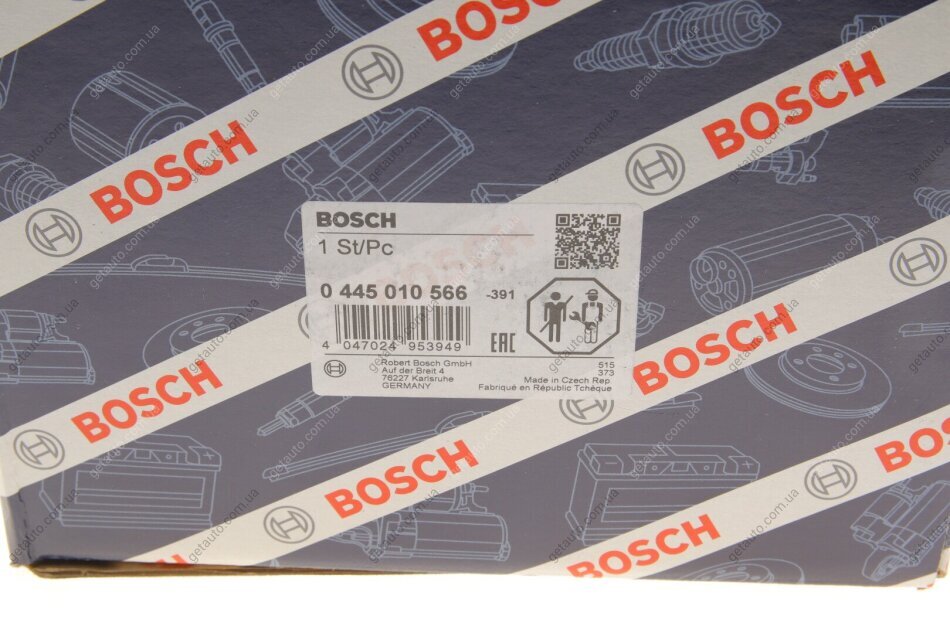 BOSCH
BOSCH
BOSCH
BOSCH
1 St/Pc
0 445 010 566 -391
4 047024 953949
EAC
Robert Bosch GmbH
Auf der Breit 4
76227 Karlsruhe
GERMANY
515
373
Made in Czech Rep.
Fabriqué en République Tchèque
BOSCH
BOSCH
BOSCH
BOSCH
BOSCH
getauto.com.ua